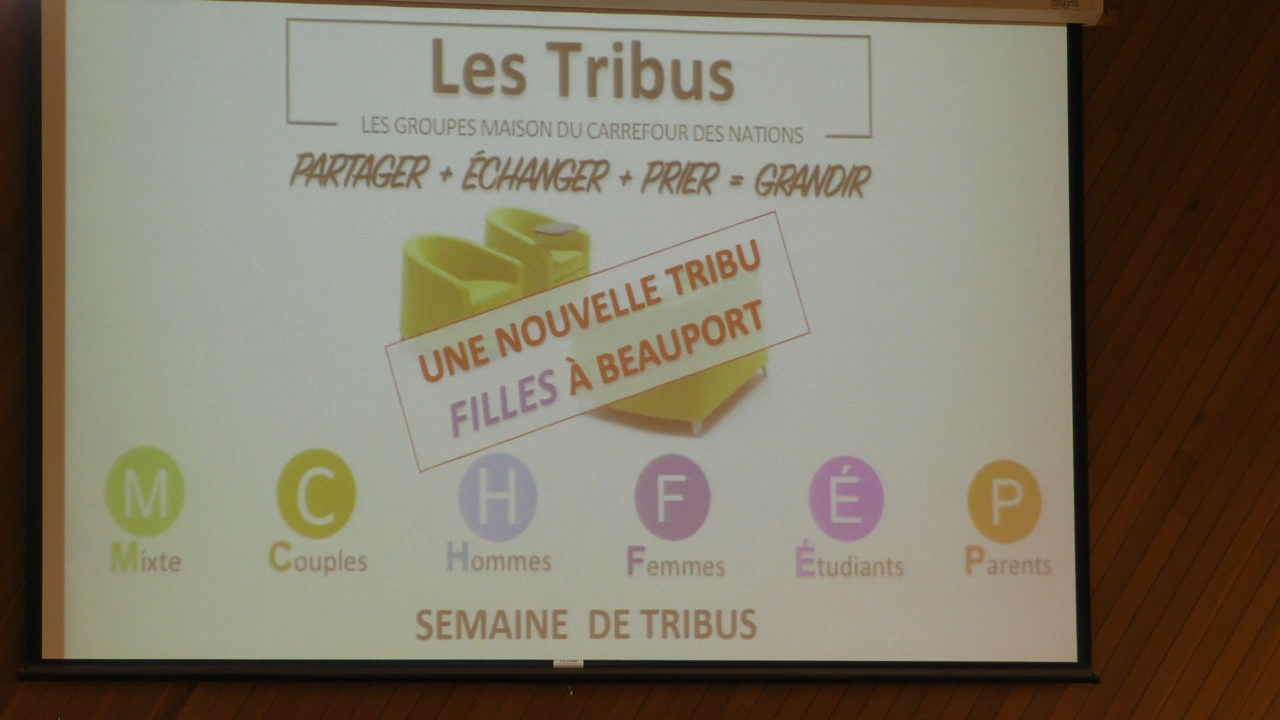 Les Tribus
LES GROUPES MAISON DU CARREFOUR DES NATIONS
PARTAGER + ÉCHANGER + PRIER = GRANDIR
UNE NOUVELLE TRIBU
FILLES À BEAUPORT
M C H F É P
Mixte Couples Hommes Femmes Étudiants Parents
SEMAINE DE TRIBUS